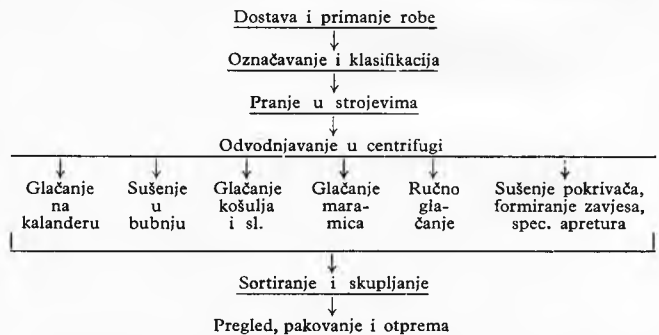 Dostava i primanje robe
Označavanje i klasifikacija
Pranje u strojevima
Odvodnjavanje u centrifugi
Glačanje
na
kalanderu
Sušenje
u
bubnju
Glačanje
košulja
i sl.
Glačanje
mara-
mica
Ručno
gla-
čanje
Sušenje pokrivača,
formiranje zavjesa,
spec. apretura
Sortiranje i skupljanje
Pregled, pakovanje i otprema